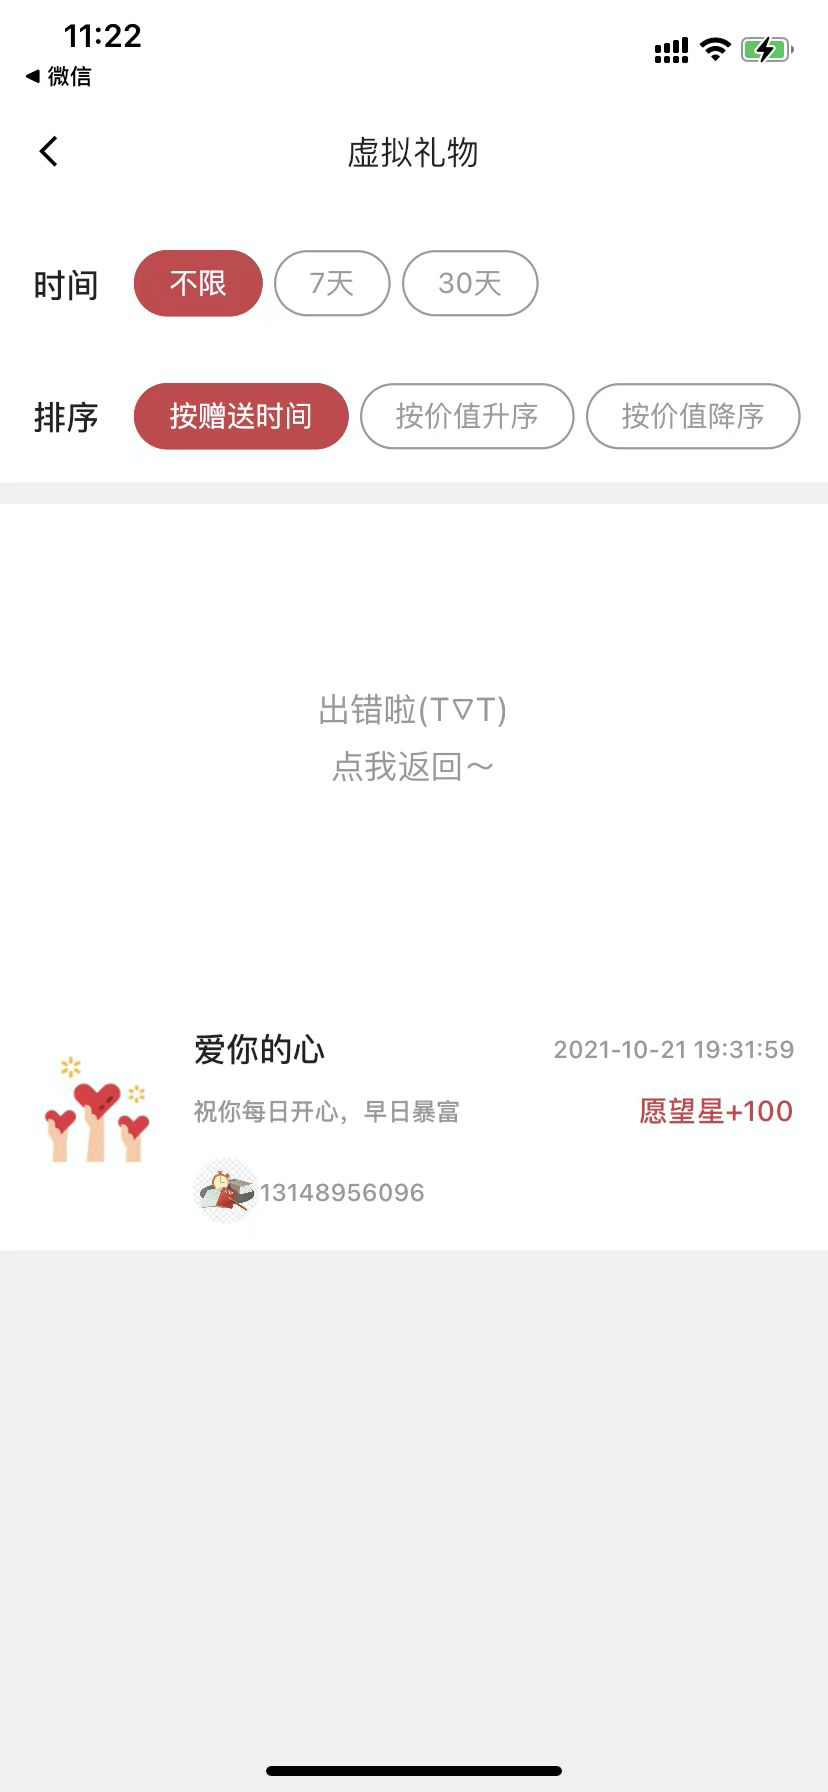 11:22
◀ 微信
虚拟礼物
时间 不限 7天 30天
排序 按赠送时间 按价值升序 按价值降序
出错啦(T▽T)
点我返回～
爱你的心 2021-10-21 19:31:59
祝你每日开心，早日暴富 愿望星+100
13148956096